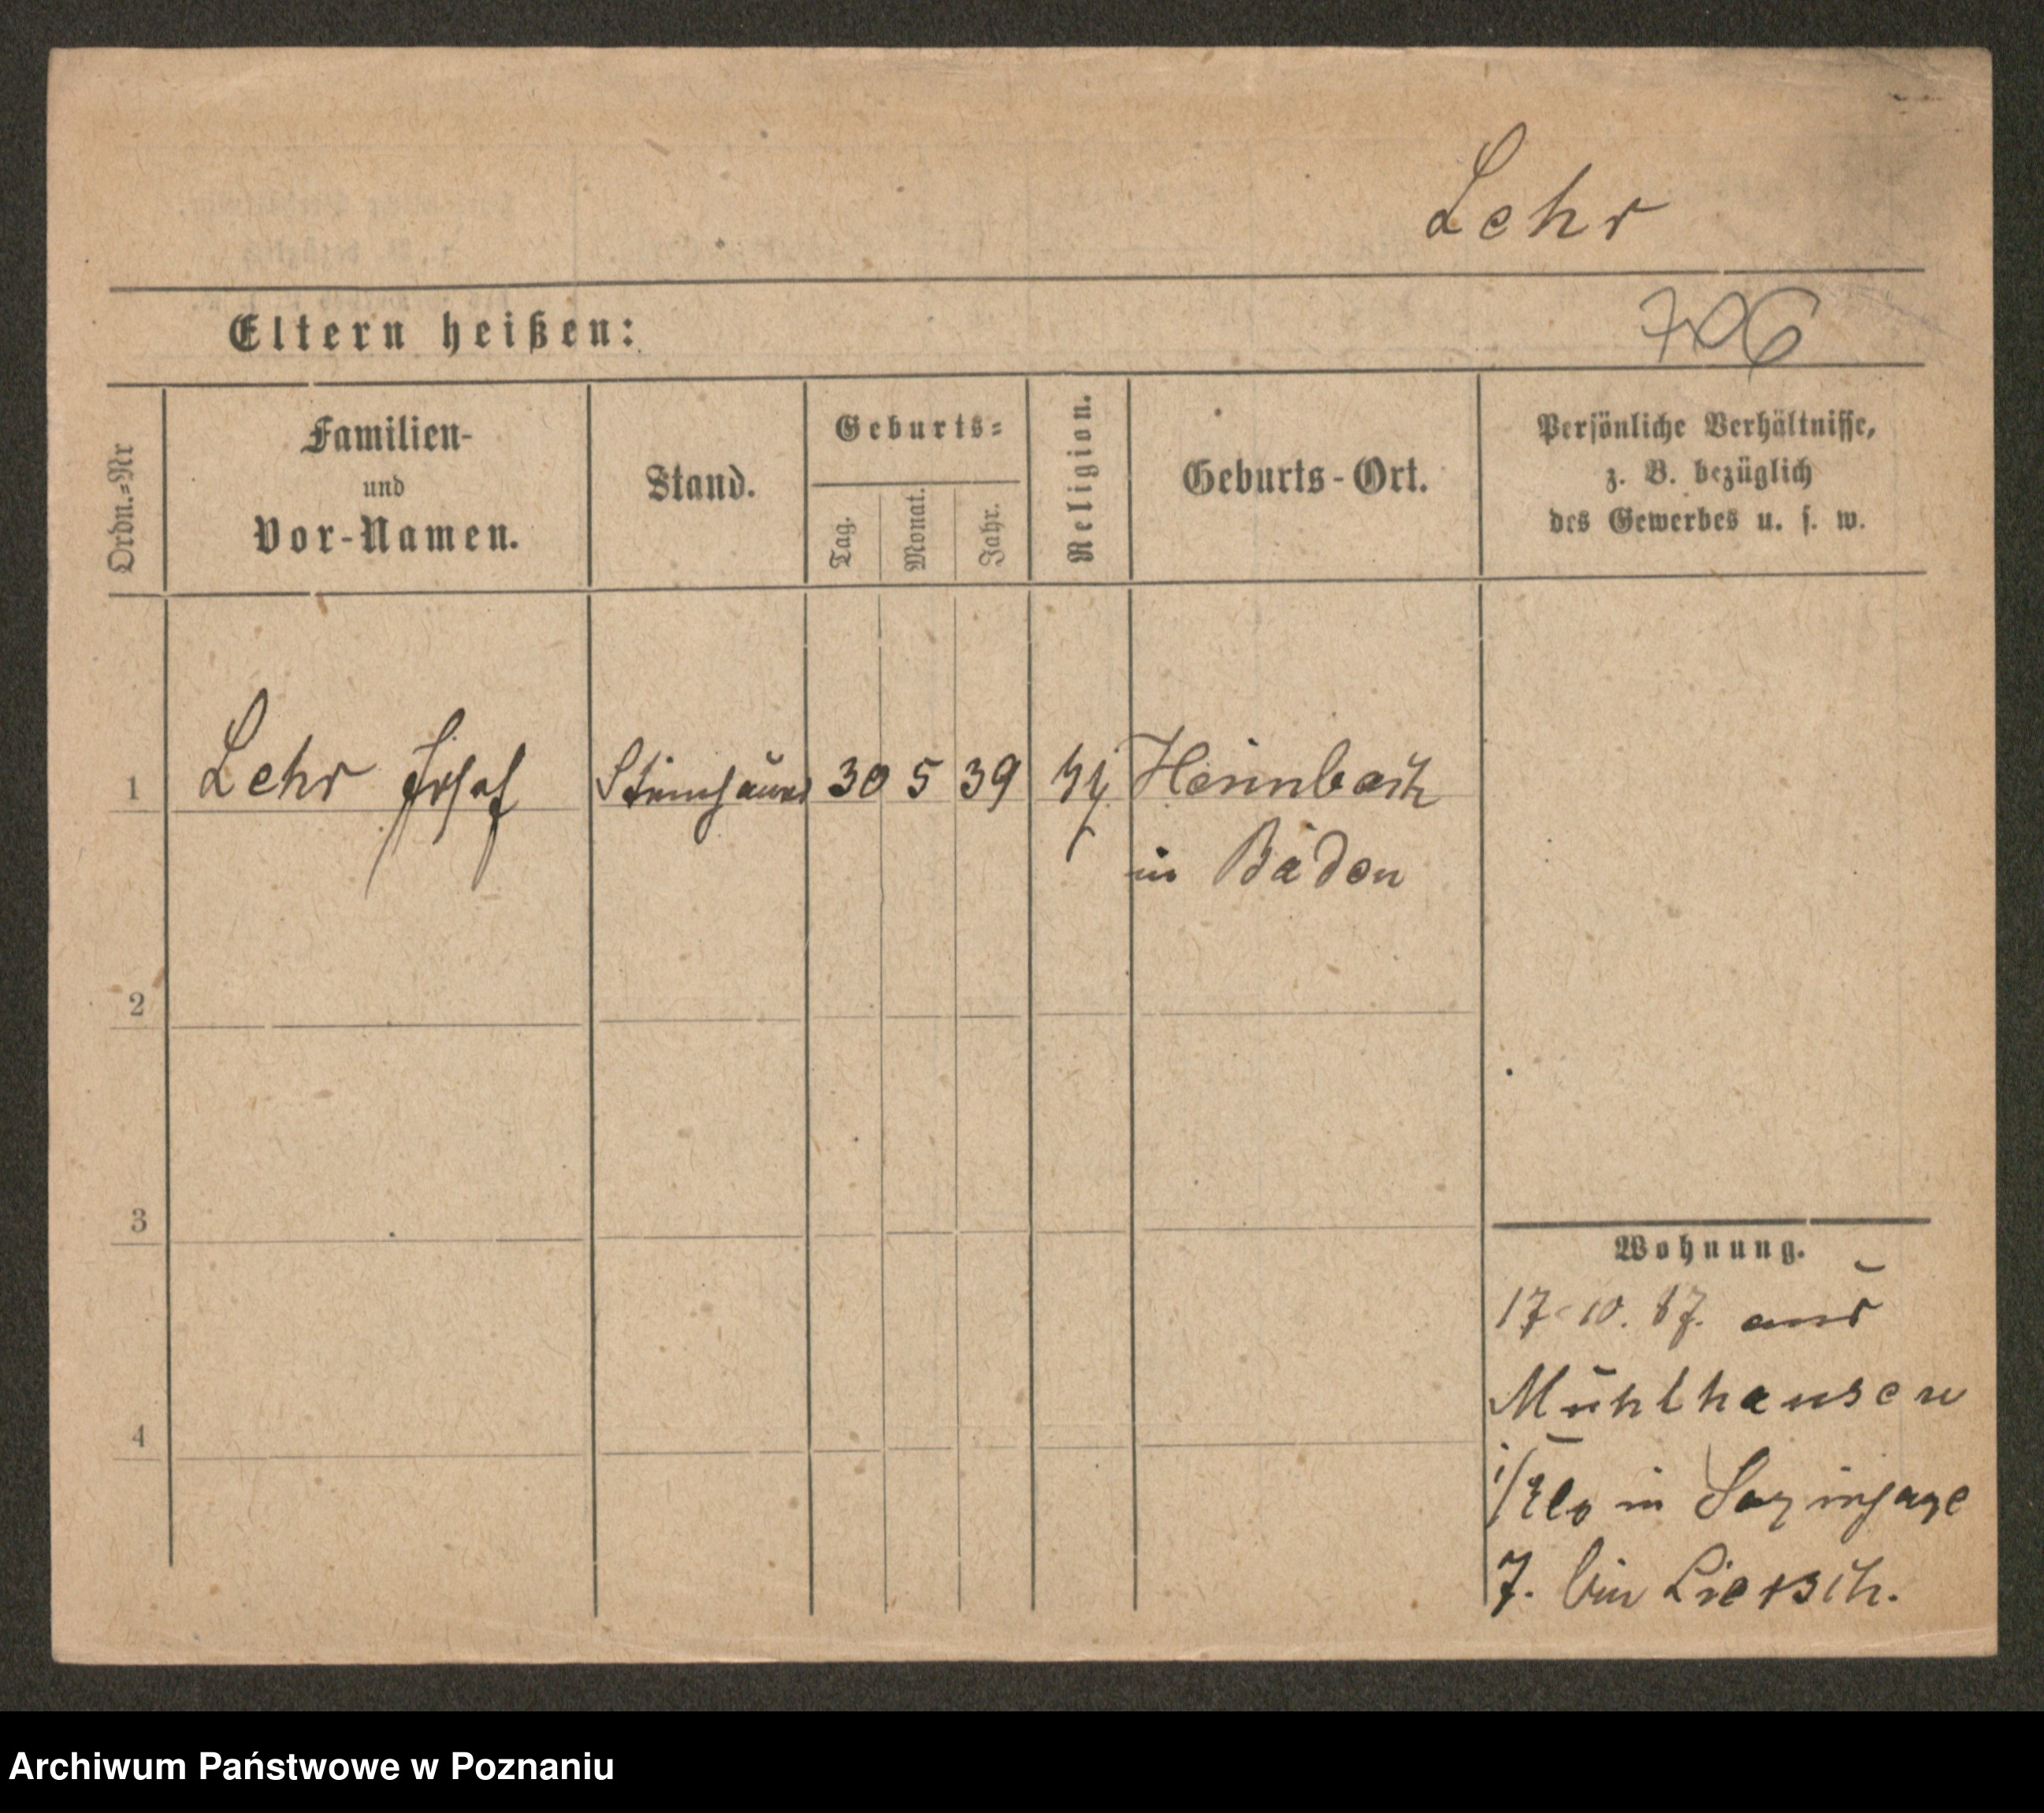 Lehr
706
Eltern heißen:
Ordn.=Nr
Familien-
und
Vor-Namen.
Stand.
Geburts=
Tag.
Monat.
Jahr.
Religion.
Geburts-Ort.
Persönliche Verhältnisse,
z. B. bezüglich
des Gewerbes u. s. w.
1 Lehr Josef Steinhauer 30 5 39 Heimbach
in Baden
2
3
4
Wohnung.
17.10.87. aus
Mühlhausen
i/Els in
7. bei Liersch.
Archiwum Państwowe w Poznaniu